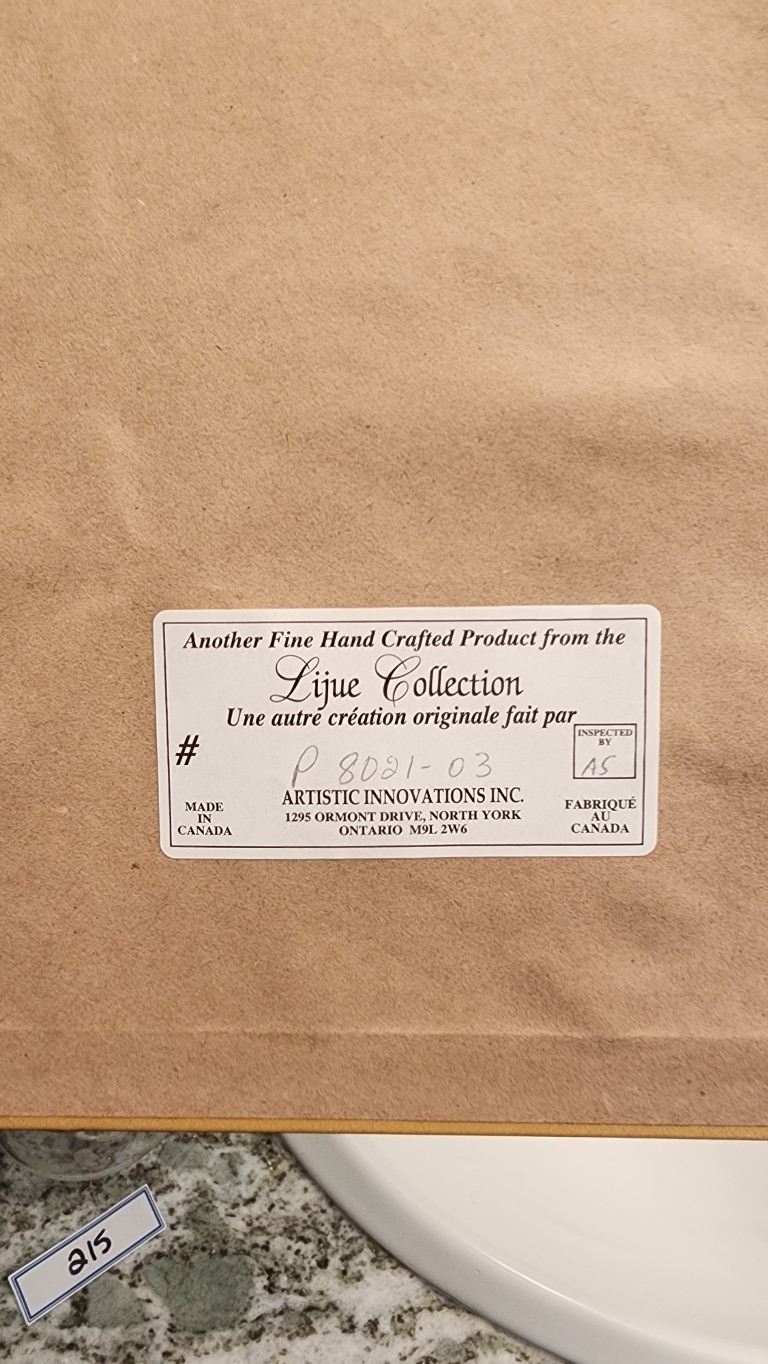 Another Fine Hand Crafted Product from the
Lijue Collection
Une autre création originale fait par
#
P 8021-03
INSPECTED
BY
AS
ARTISTIC INNOVATIONS INC.
1295 ORMONT DRIVE, NORTH YORK
ONTARIO M9L 2W6
MADE
IN
CANADA
FABRIQUÉ
AU
CANADA
215